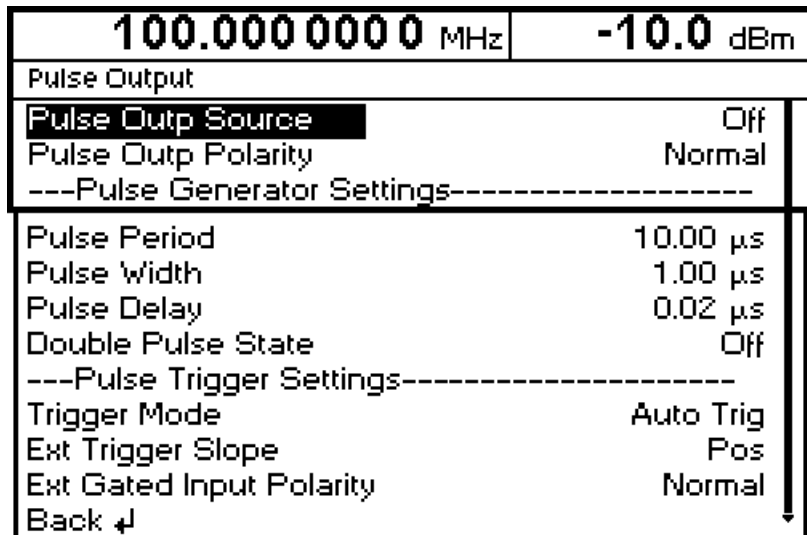 100.000 000 0 MHz -10.0 dBm
Pulse Output
Pulse Outp Source Off
Pulse Outp Polarity Normal
---Pulse Generator Settings-------------------
Pulse Period 10.00 µs
Pulse Width 1.00 µs
Pulse Delay 0.02 µs
Double Pulse State Off
---Pulse Trigger Settings---------------------
Trigger Mode Auto Trig
Ext Trigger Slope Pos
Ext Gated Input Polarity Normal
Back ↲